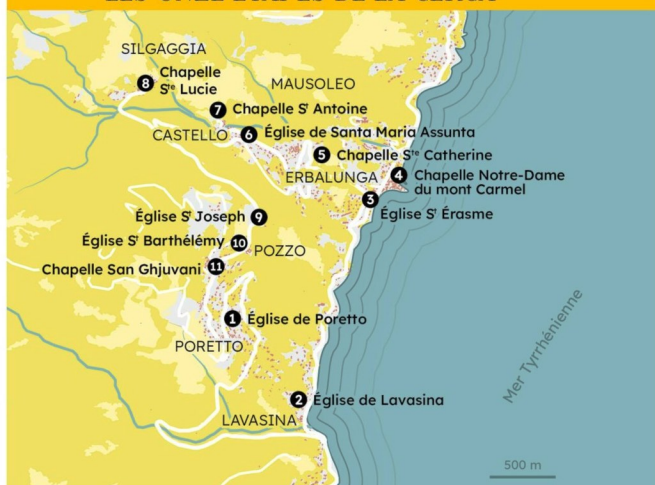 SILGAGGIA
8 Chapelle
Ste Lucie
MAUSOLEO
7 Chapelle St Antoine
CASTELLO
6 Église de Santa Maria Assunta
5 Chapelle Ste Catherine
ERBALUNGA
4 Chapelle Notre-Dame
du mont Carmel
3
Église St Érasme
Église St Joseph 9
Église St Barthélémy 10
POZZO
Chapelle San Ghjuvani 11
1 Église de Poretto
PORETTO
Mer Tyrrhénienne
2 Église de Lavasina
LAVASINA
500 m